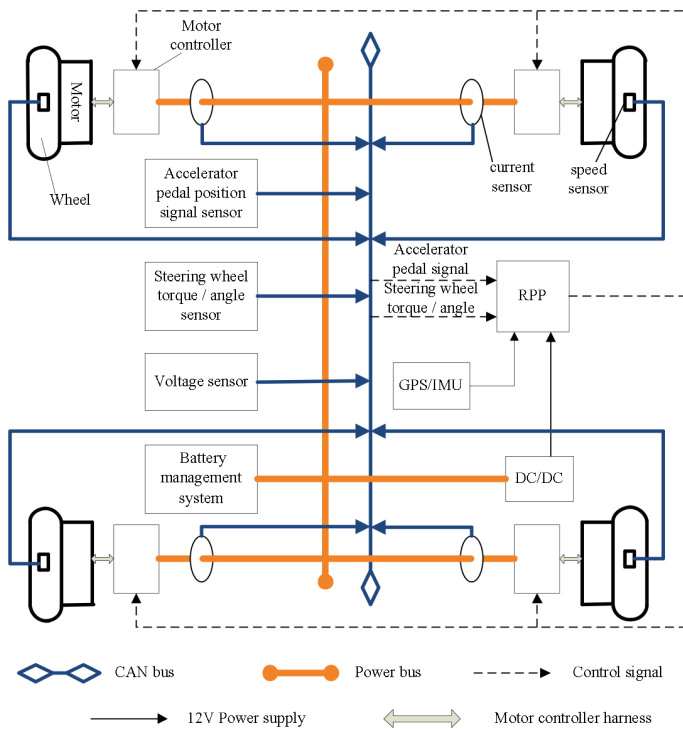 Motor
controller
Motor
Wheel
current
sensor
speed
sensor
Accelerator
pedal position
signal sensor
Accelerator
pedal signal
Steering wheel
torque / angle
Steering wheel
torque / angle
sensor
RPP
Voltage sensor
GPS/IMU
Battery
management
system
DC/DC
CAN bus
Power bus
Control signal
12V Power supply
Motor controller harness